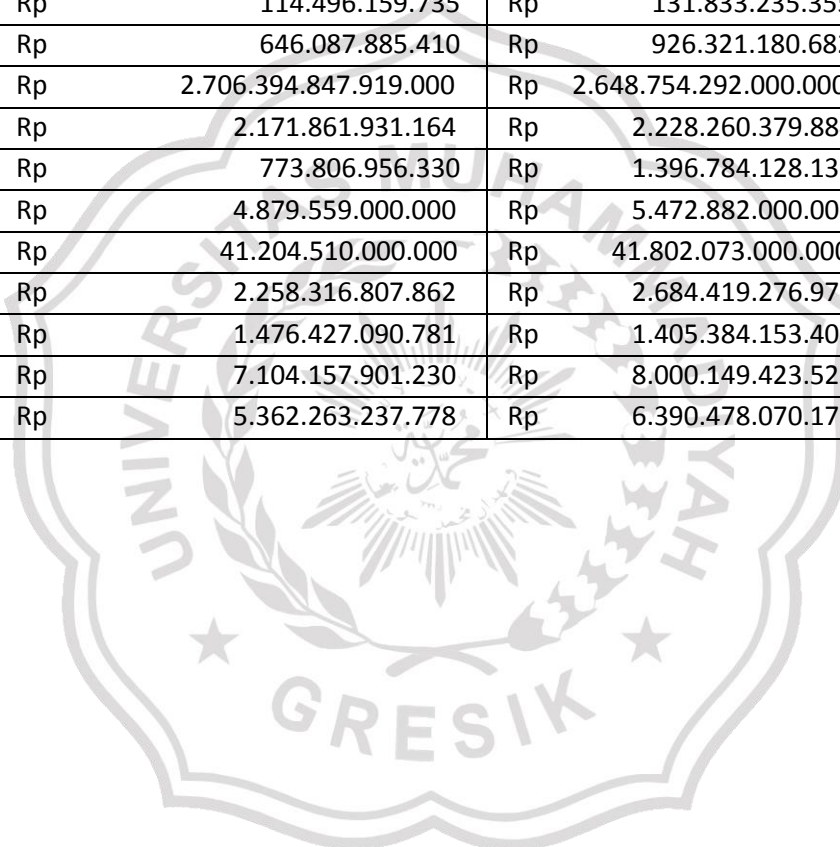 Rp 114.496.159.735 Rp 131.833.235.35
Rp 646.087.885.410 Rp 926.321.180.68
Rp 2.706.394.847.919.000 Rp 2.648.754.292.000.000
Rp 2.171.861.931.164 Rp 2.228.260.379.88
Rp 773.806.956.330 Rp 1.396.784.128.13
Rp 4.879.559.000.000 Rp 5.472.882.000.00
Rp 41.204.510.000.000 Rp 41.802.073.000.000
Rp 2.258.316.807.862 Rp 2.684.419.276.97
Rp 1.476.427.090.781 Rp 1.405.384.153.40
Rp 7.104.157.901.230 Rp 8.000.149.423.52
Rp 5.362.263.237.778 Rp 6.390.478.070.17
UNIVERSITAS MUHAMMADIYAH
GRESIK